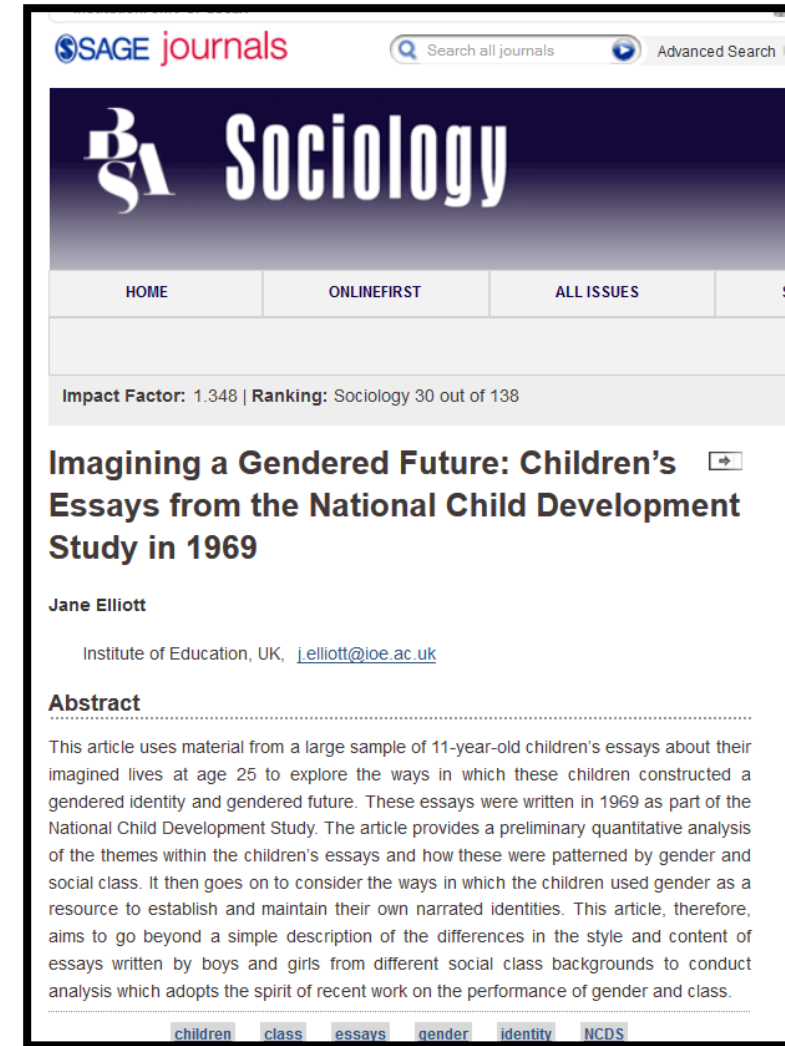 SAGE journals
Search all journals
Advanced Search
BSA Sociology
HOME
ONLINEFIRST
ALL ISSUES
S
Impact Factor: 1.348 | Ranking: Sociology 30 out of 138
Imagining a Gendered Future: Children’s
Essays from the National Child Development
Study in 1969
Jane Elliott
Institute of Education, UK, j.elliott@ioe.ac.uk
Abstract
This article uses material from a large sample of 11-year-old children’s essays about their
imagined lives at age 25 to explore the ways in which these children constructed a
gendered identity and gendered future. These essays were written in 1969 as part of the
National Child Development Study. The article provides a preliminary quantitative analysis
of the themes within the children’s essays and how these were patterned by gender and
social class. It then goes on to consider the ways in which the children used gender as a
resource to establish and maintain their own narrated identities. This article, therefore,
aims to go beyond a simple description of the differences in the style and content of
essays written by boys and girls from different social class backgrounds to conduct
analysis which adopts the spirit of recent work on the performance of gender and class.
children class essays gender identity NCDS